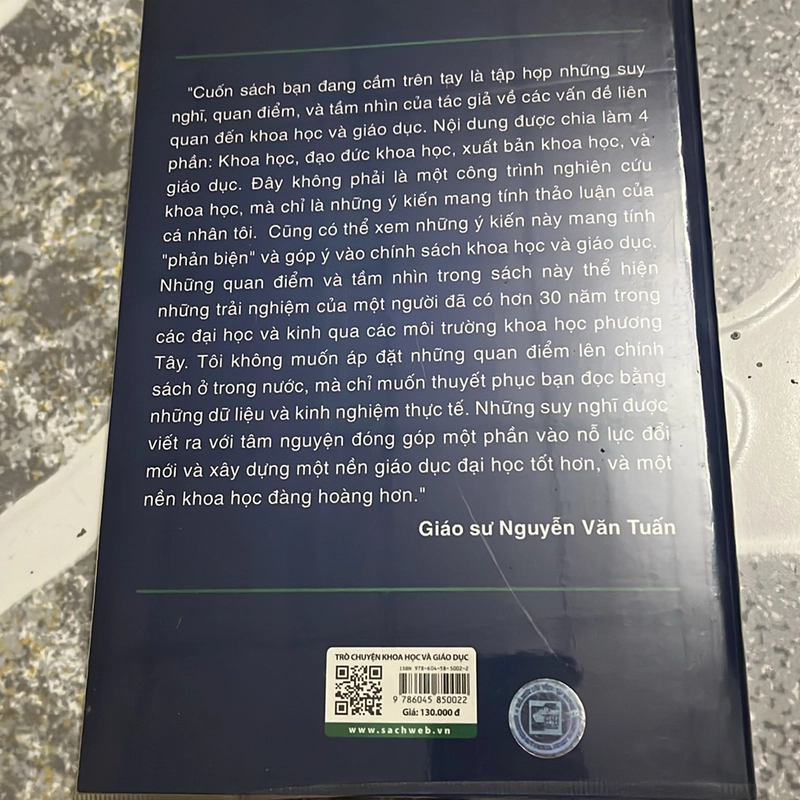 "Cuốn sách bạn đang cầm trên tay là tập hợp những suy
nghĩ, quan điểm, và tầm nhìn của tác giả về các vấn đề liên
quan đến khoa học và giáo dục. Nội dung được chia làm 4
phần: Khoa học, đạo đức khoa học, xuất bản khoa học, và
giáo dục. Đây không phải là một công trình nghiên cứu
khoa học, mà chỉ là những ý kiến mang tính thảo luận của
cá nhân tôi. Cũng có thể xem những ý kiến này mang tính
"phản biện" và góp ý vào chính sách khoa học và giáo dục.
Những quan điểm và tầm nhìn trong sách này thể hiện
những trải nghiệm của một người đã có hơn 30 năm trong
các đại học và kinh qua các môi trường khoa học phương
Tây. Tôi không muốn áp đặt những quan điểm lên chính
sách ở trong nước, mà chỉ muốn thuyết phục bạn đọc bằng
những dữ liệu và kinh nghiệm thực tế. Những suy nghĩ được
viết ra với tâm nguyện đóng góp một phần vào nỗ lực đổi
mới và xây dựng một nền giáo dục đại học tốt hơn, và một
nền khoa học đàng hoàng hơn."
Giáo sư Nguyễn Văn Tuấn
TRÒ CHUYỆN KHOA HỌC VÀ GIÁO DỤC
ISBN 978-604-58-5002-2
9 786045 850022
Giá: 130.000 đ
www.sachweb.vn